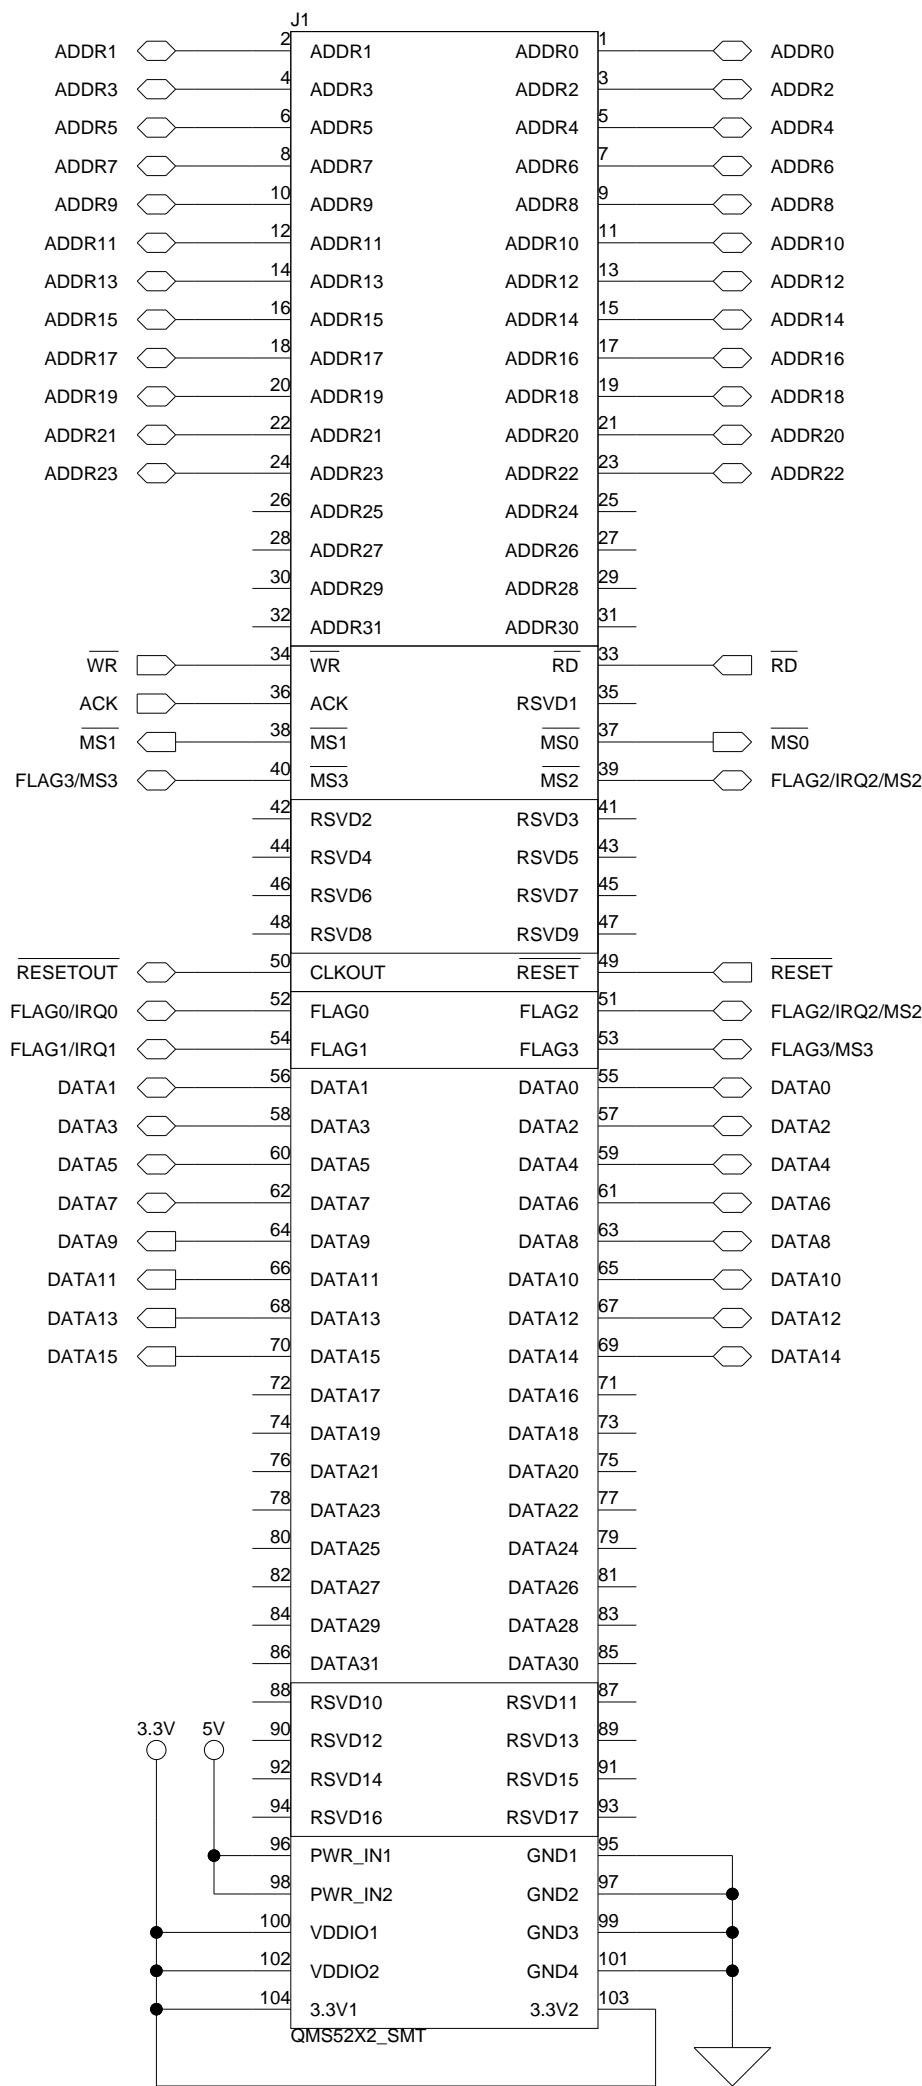 J1
2 1
ADDR1 ADDR1 ADDR0 ADDR0
4 3
ADDR3 ADDR3 ADDR2 ADDR2
6 5
ADDR5 ADDR5 ADDR4 ADDR4
8 7
ADDR7 ADDR7 ADDR6 ADDR6
10 9
ADDR9 ADDR9 ADDR8 ADDR8
12 11
ADDR11 ADDR11 ADDR10 ADDR10
14 13
ADDR13 ADDR13 ADDR12 ADDR12
16 15
ADDR15 ADDR15 ADDR14 ADDR14
18 17
ADDR17 ADDR17 ADDR16 ADDR16
20 19
ADDR19 ADDR19 ADDR18 ADDR18
22 21
ADDR21 ADDR21 ADDR20 ADDR20
24 23
ADDR23 ADDR23 ADDR22 ADDR22
26 25
ADDR25 ADDR24
28 27
ADDR27 ADDR26
30 29
ADDR29 ADDR28
32 31
ADDR31 ADDR30
34 33
WR WR RD RD
36 35
ACK ACK RSVD1
38 37
MS1 MS1 MS0 MS0
40 39
FLAG3/MS3 MS3 MS2 FLAG2/IRQ2/MS2
42 41
RSVD2 RSVD3
44 43
RSVD4 RSVD5
46 45
RSVD6 RSVD7
48 47
RSVD8 RSVD9
50 49
RESETOUT CLKOUT RESET RESET
52 51
FLAG0/IRQ0 FLAG0 FLAG2 FLAG2/IRQ2/MS2
54 53
FLAG1/IRQ1 FLAG1 FLAG3 FLAG3/MS3
56 55
DATA1 DATA1 DATA0 DATA0
58 57
DATA3 DATA3 DATA2 DATA2
60 59
DATA5 DATA5 DATA4 DATA4
62 61
DATA7 DATA7 DATA6 DATA6
64 63
DATA9 DATA9 DATA8 DATA8
66 65
DATA11 DATA11 DATA10 DATA10
68 67
DATA13 DATA13 DATA12 DATA12
70 69
DATA15 DATA15 DATA14 DATA14
72 71
DATA17 DATA16
74 73
DATA19 DATA18
76 75
DATA21 DATA20
78 77
DATA23 DATA22
80 79
DATA25 DATA24
82 81
DATA27 DATA26
84 83
DATA29 DATA28
86 85
DATA31 DATA30
88 87
RSVD10 RSVD11
3.3V 5V 90 89
RSVD12 RSVD13
92 91
RSVD14 RSVD15
94 93
RSVD16 RSVD17
96 95
PWR_IN1 GND1
98 97
PWR_IN2 GND2
100 99
VDDIO1 GND3
102 101
VDDIO2 GND4
104 103
3.3V1 3.3V2
QMS52X2_SMT